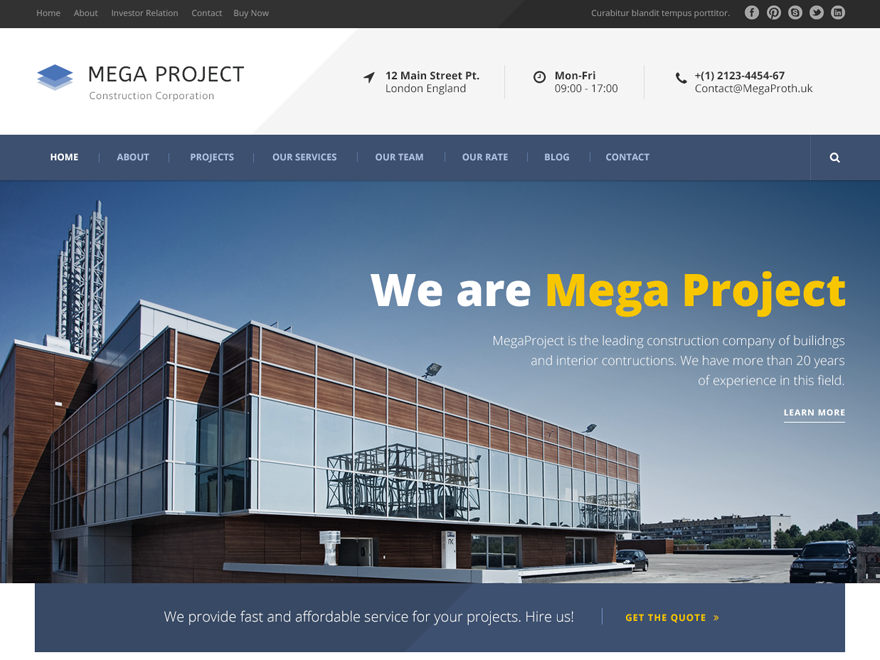 Home About Investor Relation Contact Buy Now
Curabitur blandit tempus porttitor.
MEGA PROJECT
Construction Corporation
12 Main Street Pt.
London England
Mon-Fri
09:00 - 17:00
+(1) 2123-4454-67
Contact@MegaProth.uk
HOME ABOUT PROJECTS OUR SERVICES OUR TEAM OUR RATE BLOG CONTACT
We are Mega Project
MegaProject is the leading construction company of builidngs
and interior contructions. We have more than 20 years
of experience in this field.
LEARN MORE
We provide fast and affordable service for your projects. Hire us!
GET THE QUOTE »